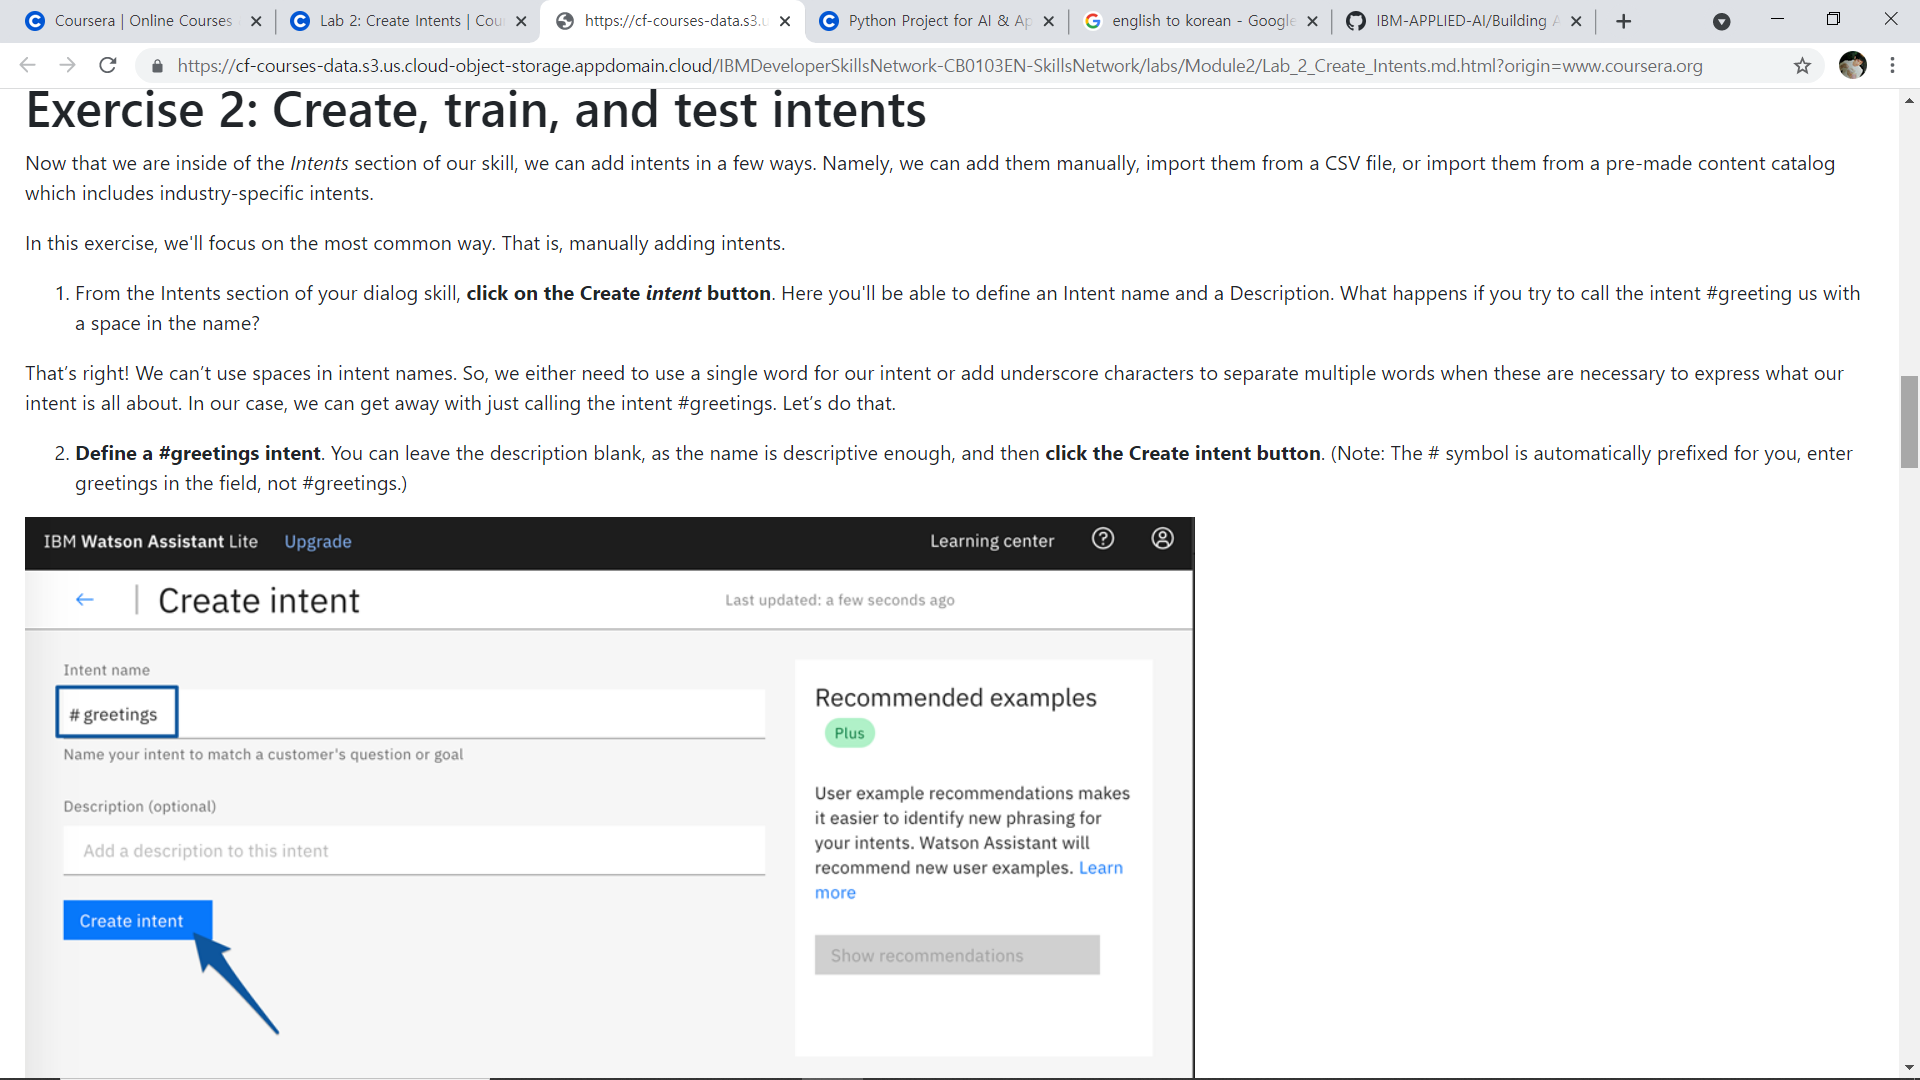 Coursera | Online Courses
Lab 2: Create Intents | Cou
https://cf-courses-data.s3.u
Python Project for AI & Ap
english to korean - Google
IBM-APPLIED-AI/Building A
https://cf-courses-data.s3.us.cloud-object-storage.appdomain.cloud/IBMDeveloperSkillsNetwork-CB0103EN-SkillsNetwork/labs/Module2/Lab_2_Create_Intents.md.html?origin=www.coursera.org
Exercise 2: Create, train, and test intents
Now that we are inside of the Intents section of our skill, we can add intents in a few ways. Namely, we can add them manually, import them from a CSV file, or import them from a pre-made content catalog
which includes industry-specific intents.
In this exercise, we'll focus on the most common way. That is, manually adding intents.
1. From the Intents section of your dialog skill, click on the Create intent button. Here you'll be able to define an Intent name and a Description. What happens if you try to call the intent #greeting us with
a space in the name?
That’s right! We can’t use spaces in intent names. So, we either need to use a single word for our intent or add underscore characters to separate multiple words when these are necessary to express what our
intent is all about. In our case, we can get away with just calling the intent #greetings. Let’s do that.
2. Define a #greetings intent. You can leave the description blank, as the name is descriptive enough, and then click the Create intent button. (Note: The # symbol is automatically prefixed for you, enter
greetings in the field, not #greetings.)
IBM Watson Assistant Lite
Upgrade
Learning center
Create intent
Last updated: a few seconds ago
Intent name
# greetings
Name your intent to match a customer's question or goal
Description (optional)
Add a description to this intent
Create intent
Recommended examples
Plus
User example recommendations makes
it easier to identify new phrasing for
your intents. Watson Assistant will
recommend new user examples. Learn
more
Show recommendations